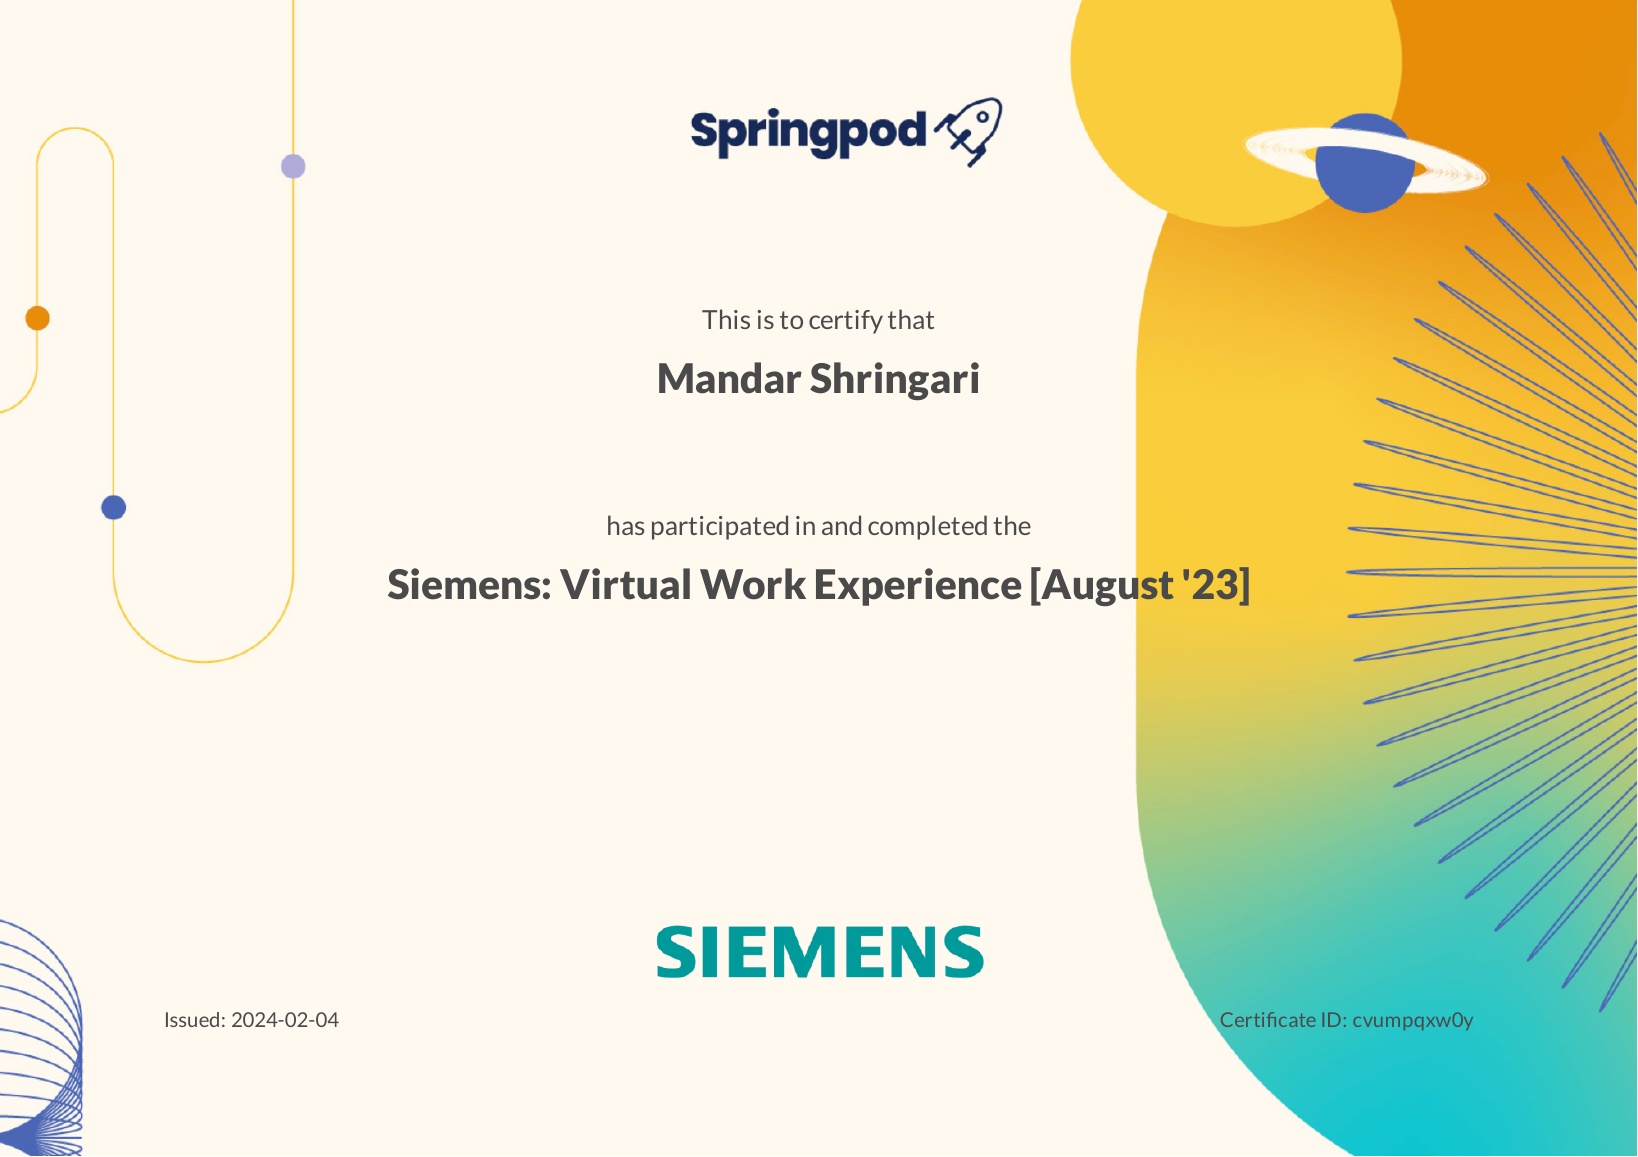 Springpod
This is to certify that
Mandar Shringari
has participated in and completed the
Siemens: Virtual Work Experience [August '23]
SIEMENS
Issued: 2024-02-04
Certificate ID: cvumpqxw0y